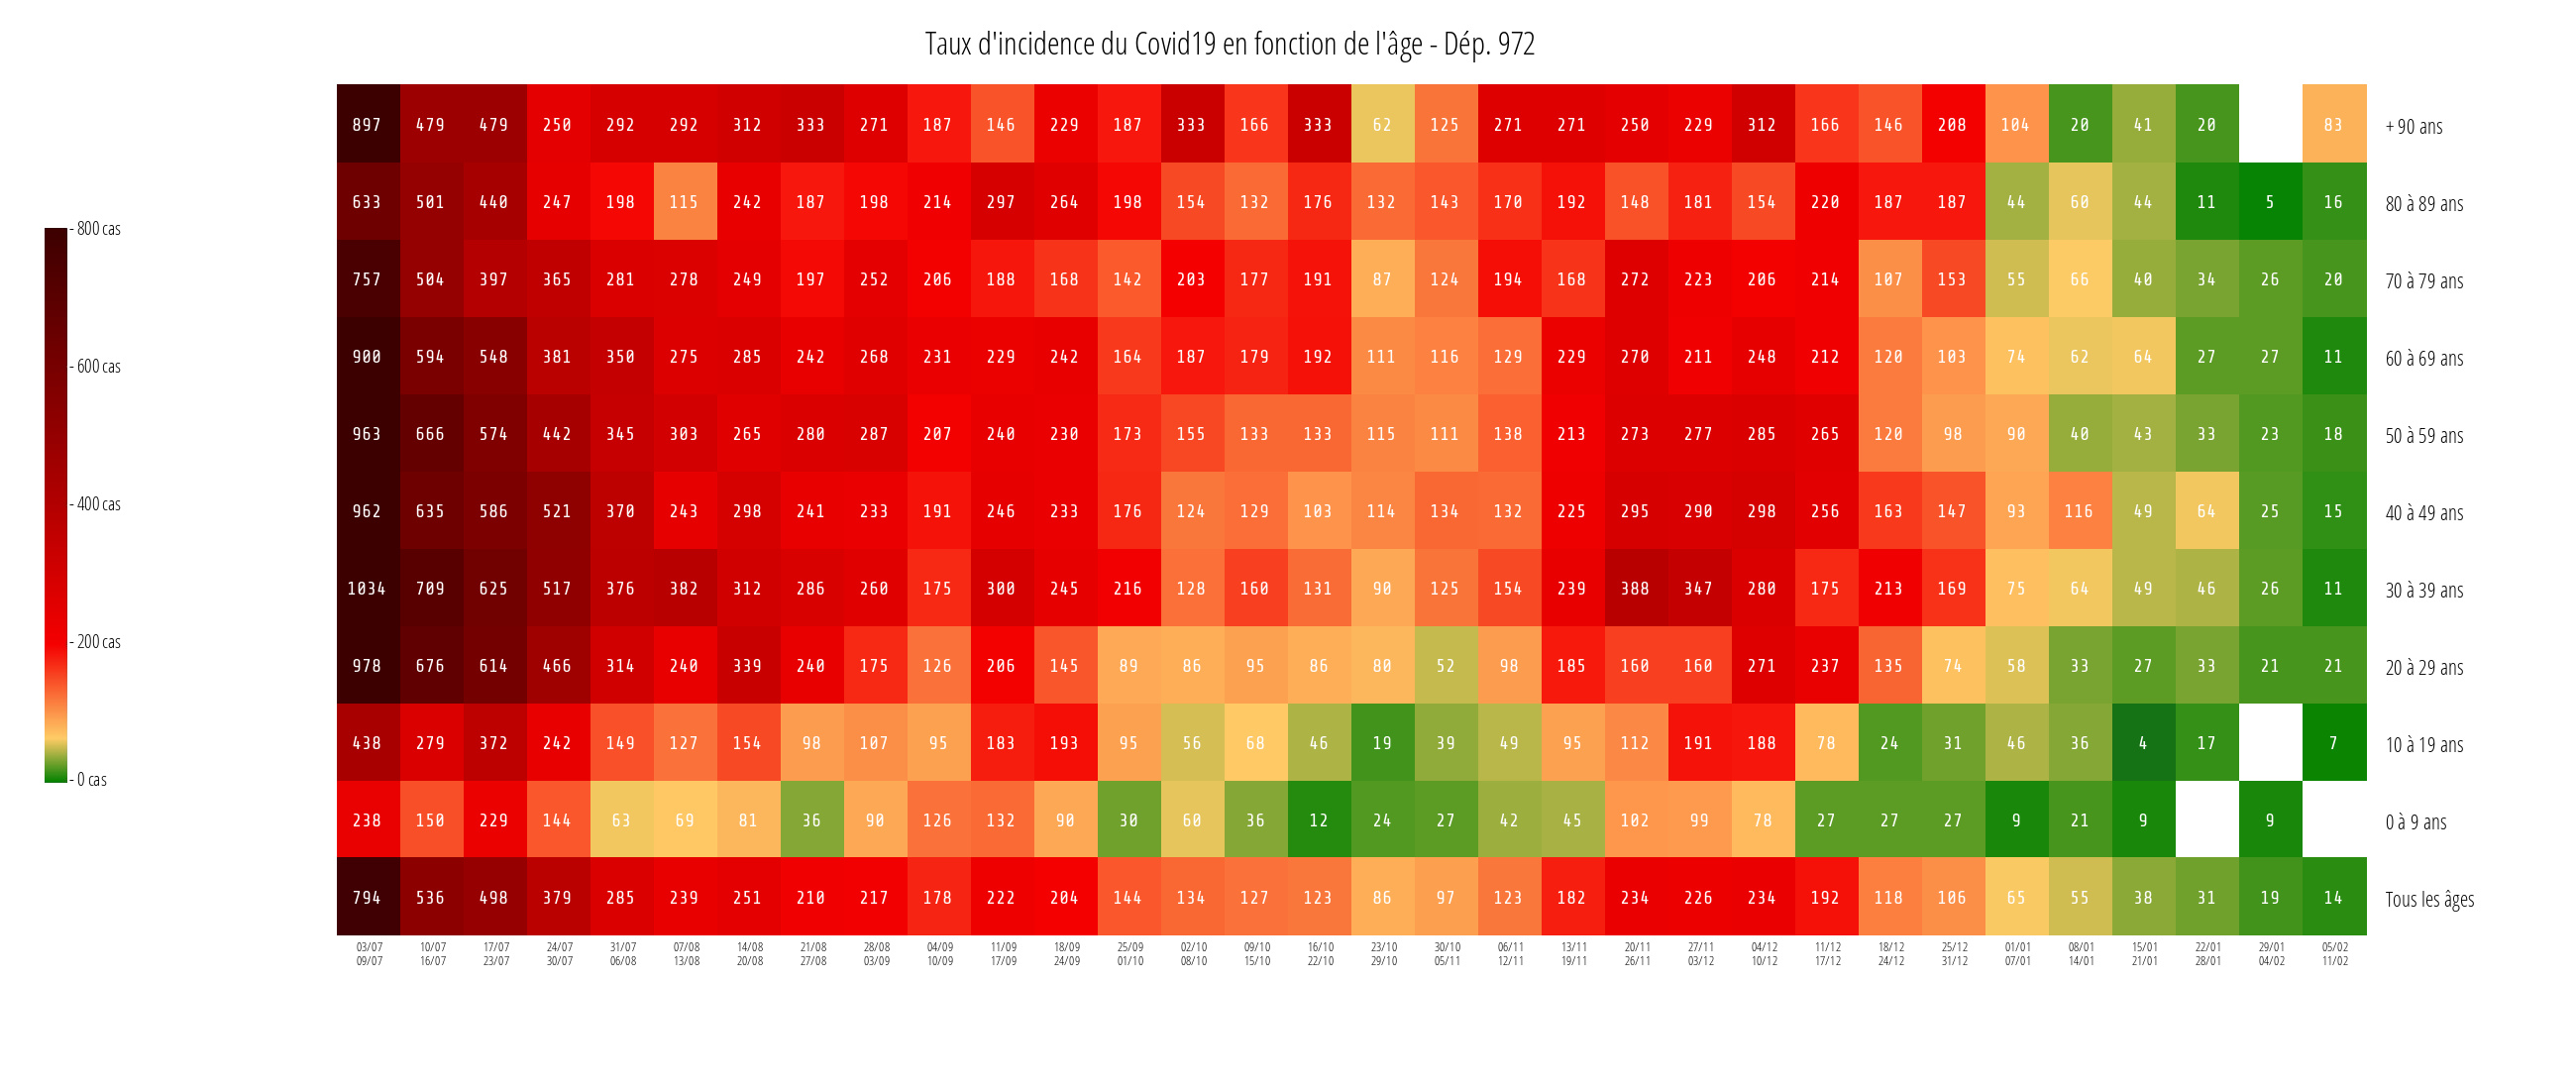 Taux d'incidence du Covid19 en fonction de l'âge - Dép. 972
- 800 cas
- 600 cas
- 400 cas
- 200 cas
- 0 cas
897 479 479 250 292 292 312 333 271 187 146 229 187 333 166 333 62 125 271 271 250 229 312 166 146 208 104 20 41 20 83 + 90 ans
633 501 440 247 198 115 242 187 198 214 297 264 198 154 132 176 132 143 170 192 148 181 154 220 187 187 44 60 44 11 5 16 80 à 89 ans
757 504 397 365 281 278 249 197 252 206 188 168 142 203 177 191 87 124 194 168 272 223 206 214 107 153 55 66 40 34 26 20 70 à 79 ans
900 594 548 381 350 275 285 242 268 231 229 242 164 187 179 192 111 116 129 229 270 211 248 212 120 103 74 62 64 27 27 11 60 à 69 ans
963 666 574 442 345 303 265 280 287 207 240 230 173 155 133 133 115 111 138 213 273 277 285 265 120 98 90 40 43 33 23 18 50 à 59 ans
962 635 586 521 370 243 298 241 233 191 246 233 176 124 129 103 114 134 132 225 295 290 298 256 163 147 93 116 49 64 25 15 40 à 49 ans
1034 709 625 517 376 382 312 286 260 175 300 245 216 128 160 131 90 125 154 239 388 347 280 175 213 169 75 64 49 46 26 11 30 à 39 ans
978 676 614 466 314 240 339 240 175 126 206 145 89 86 95 86 80 52 98 185 160 160 271 237 135 74 58 33 27 33 21 21 20 à 29 ans
438 279 372 242 149 127 154 98 107 95 183 193 95 56 68 46 19 39 49 95 112 191 188 78 24 31 46 36 4 17 7 10 à 19 ans
238 150 229 144 63 69 81 36 90 126 132 90 30 60 36 12 24 27 42 45 102 99 78 27 27 27 9 21 9 9 0 à 9 ans
794 536 498 379 285 239 251 210 217 178 222 204 144 134 127 123 86 97 123 182 234 226 234 192 118 106 65 55 38 31 19 14 Tous les âges
03/07 10/07 17/07 24/07 31/07 07/08 14/08 21/08 28/08 04/09 11/09 18/09 25/09 02/10 09/10 16/10 23/10 30/10 06/11 13/11 20/11 27/11 04/12 11/12 18/12 25/12 01/01 08/01 15/01 22/01 29/01 05/02
09/07 16/07 23/07 30/07 06/08 13/08 20/08 27/08 03/09 10/09 17/09 24/09 01/10 08/10 15/10 22/10 29/10 05/11 12/11 19/11 26/11 03/12 10/12 17/12 24/12 31/12 07/01 14/01 21/01 28/01 04/02 11/02